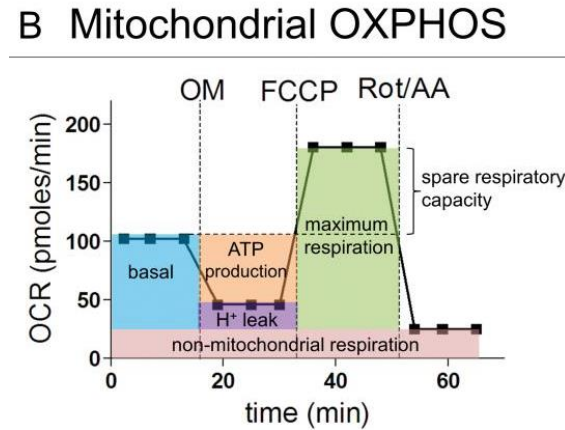 B Mitochondrial OXPHOS
OM FCCP Rot/AA
200
150
100
50
0
OCR (pmoles/min)
basal
ATP
production
H⁺ leak
maximum
respiration
spare respiratory
capacity
non-mitochondrial respiration
0 20 40 60
time (min)